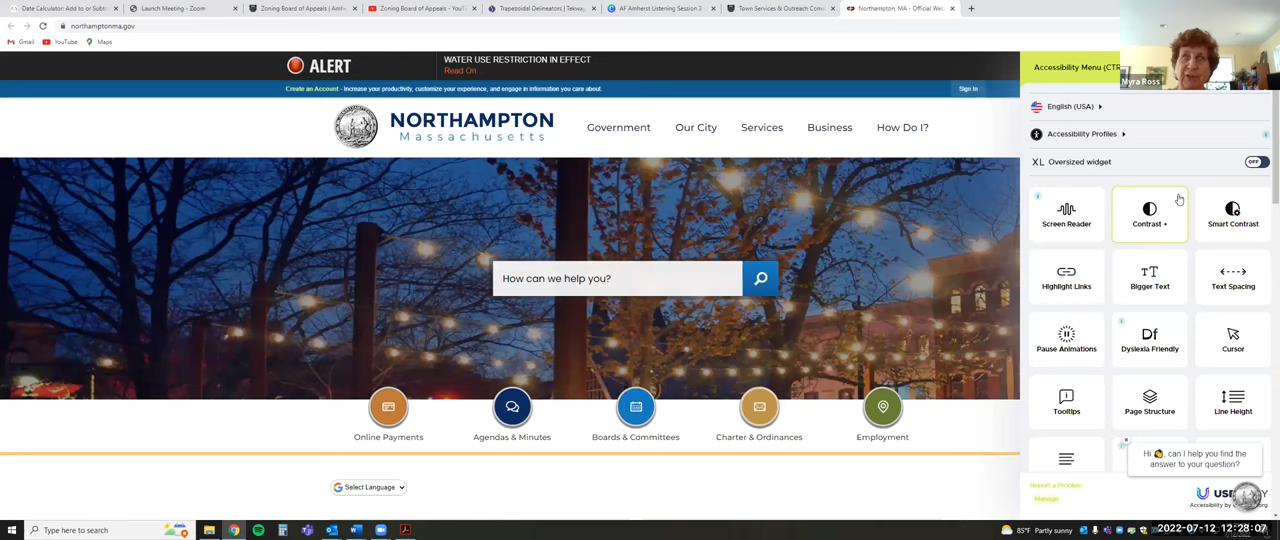 Date Calculator: Add to or Subtr
Launch Meeting - Zoom
Zoning Board of Appeals | Amhe
Zoning Board of Appeals - YouT
Trapezoidal Delineators | Tekway
AF Amherst Listening Session 3 -
Town Services & Outreach Com
Northampton, MA - Official Web
northamptonma.gov
Gmail
YouTube
Maps
ALERT
WATER USE RESTRICTION IN EFFECT
Read On...
Create an Account - Increase your productivity, customize your experience, and engage in information you care about.
Sign In
NORTHAMPTON
Massachusetts
Government
Our City
Services
Business
How Do I?
How can we help you?
Online Payments
Agendas & Minutes
Boards & Committees
Charter & Ordinances
Employment
Select Language
Accessibility Menu (CTR
Myra Ross
English (USA)
Accessibility Profiles
XL Oversized widget
OFF
Screen Reader
Contrast +
Smart Contrast
Highlight Links
Bigger Text
Text Spacing
Pause Animations
Dyslexia Friendly
Cursor
Tooltips
Page Structure
Line Height
Hi 👋, can I help you find the
answer to your question?
Report a Problem
Manage
Type here to search
85°F Partly sunny
2022-07-12 12:28:07